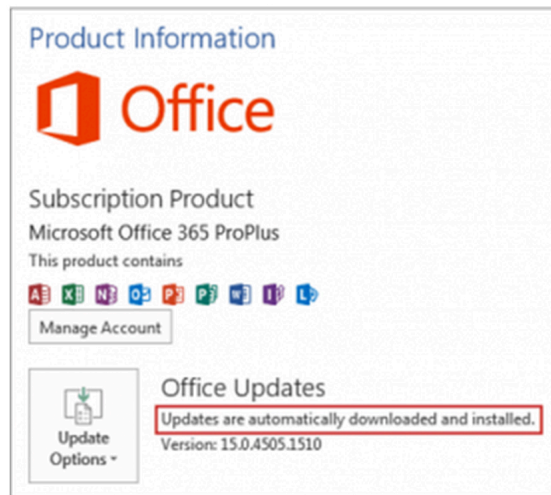 Product Information
Office
Subscription Product
Microsoft Office 365 ProPlus
This product contains
Manage Account
Update
Options
Office Updates
Updates are automatically downloaded and installed.
Version: 15.0.4505.1510